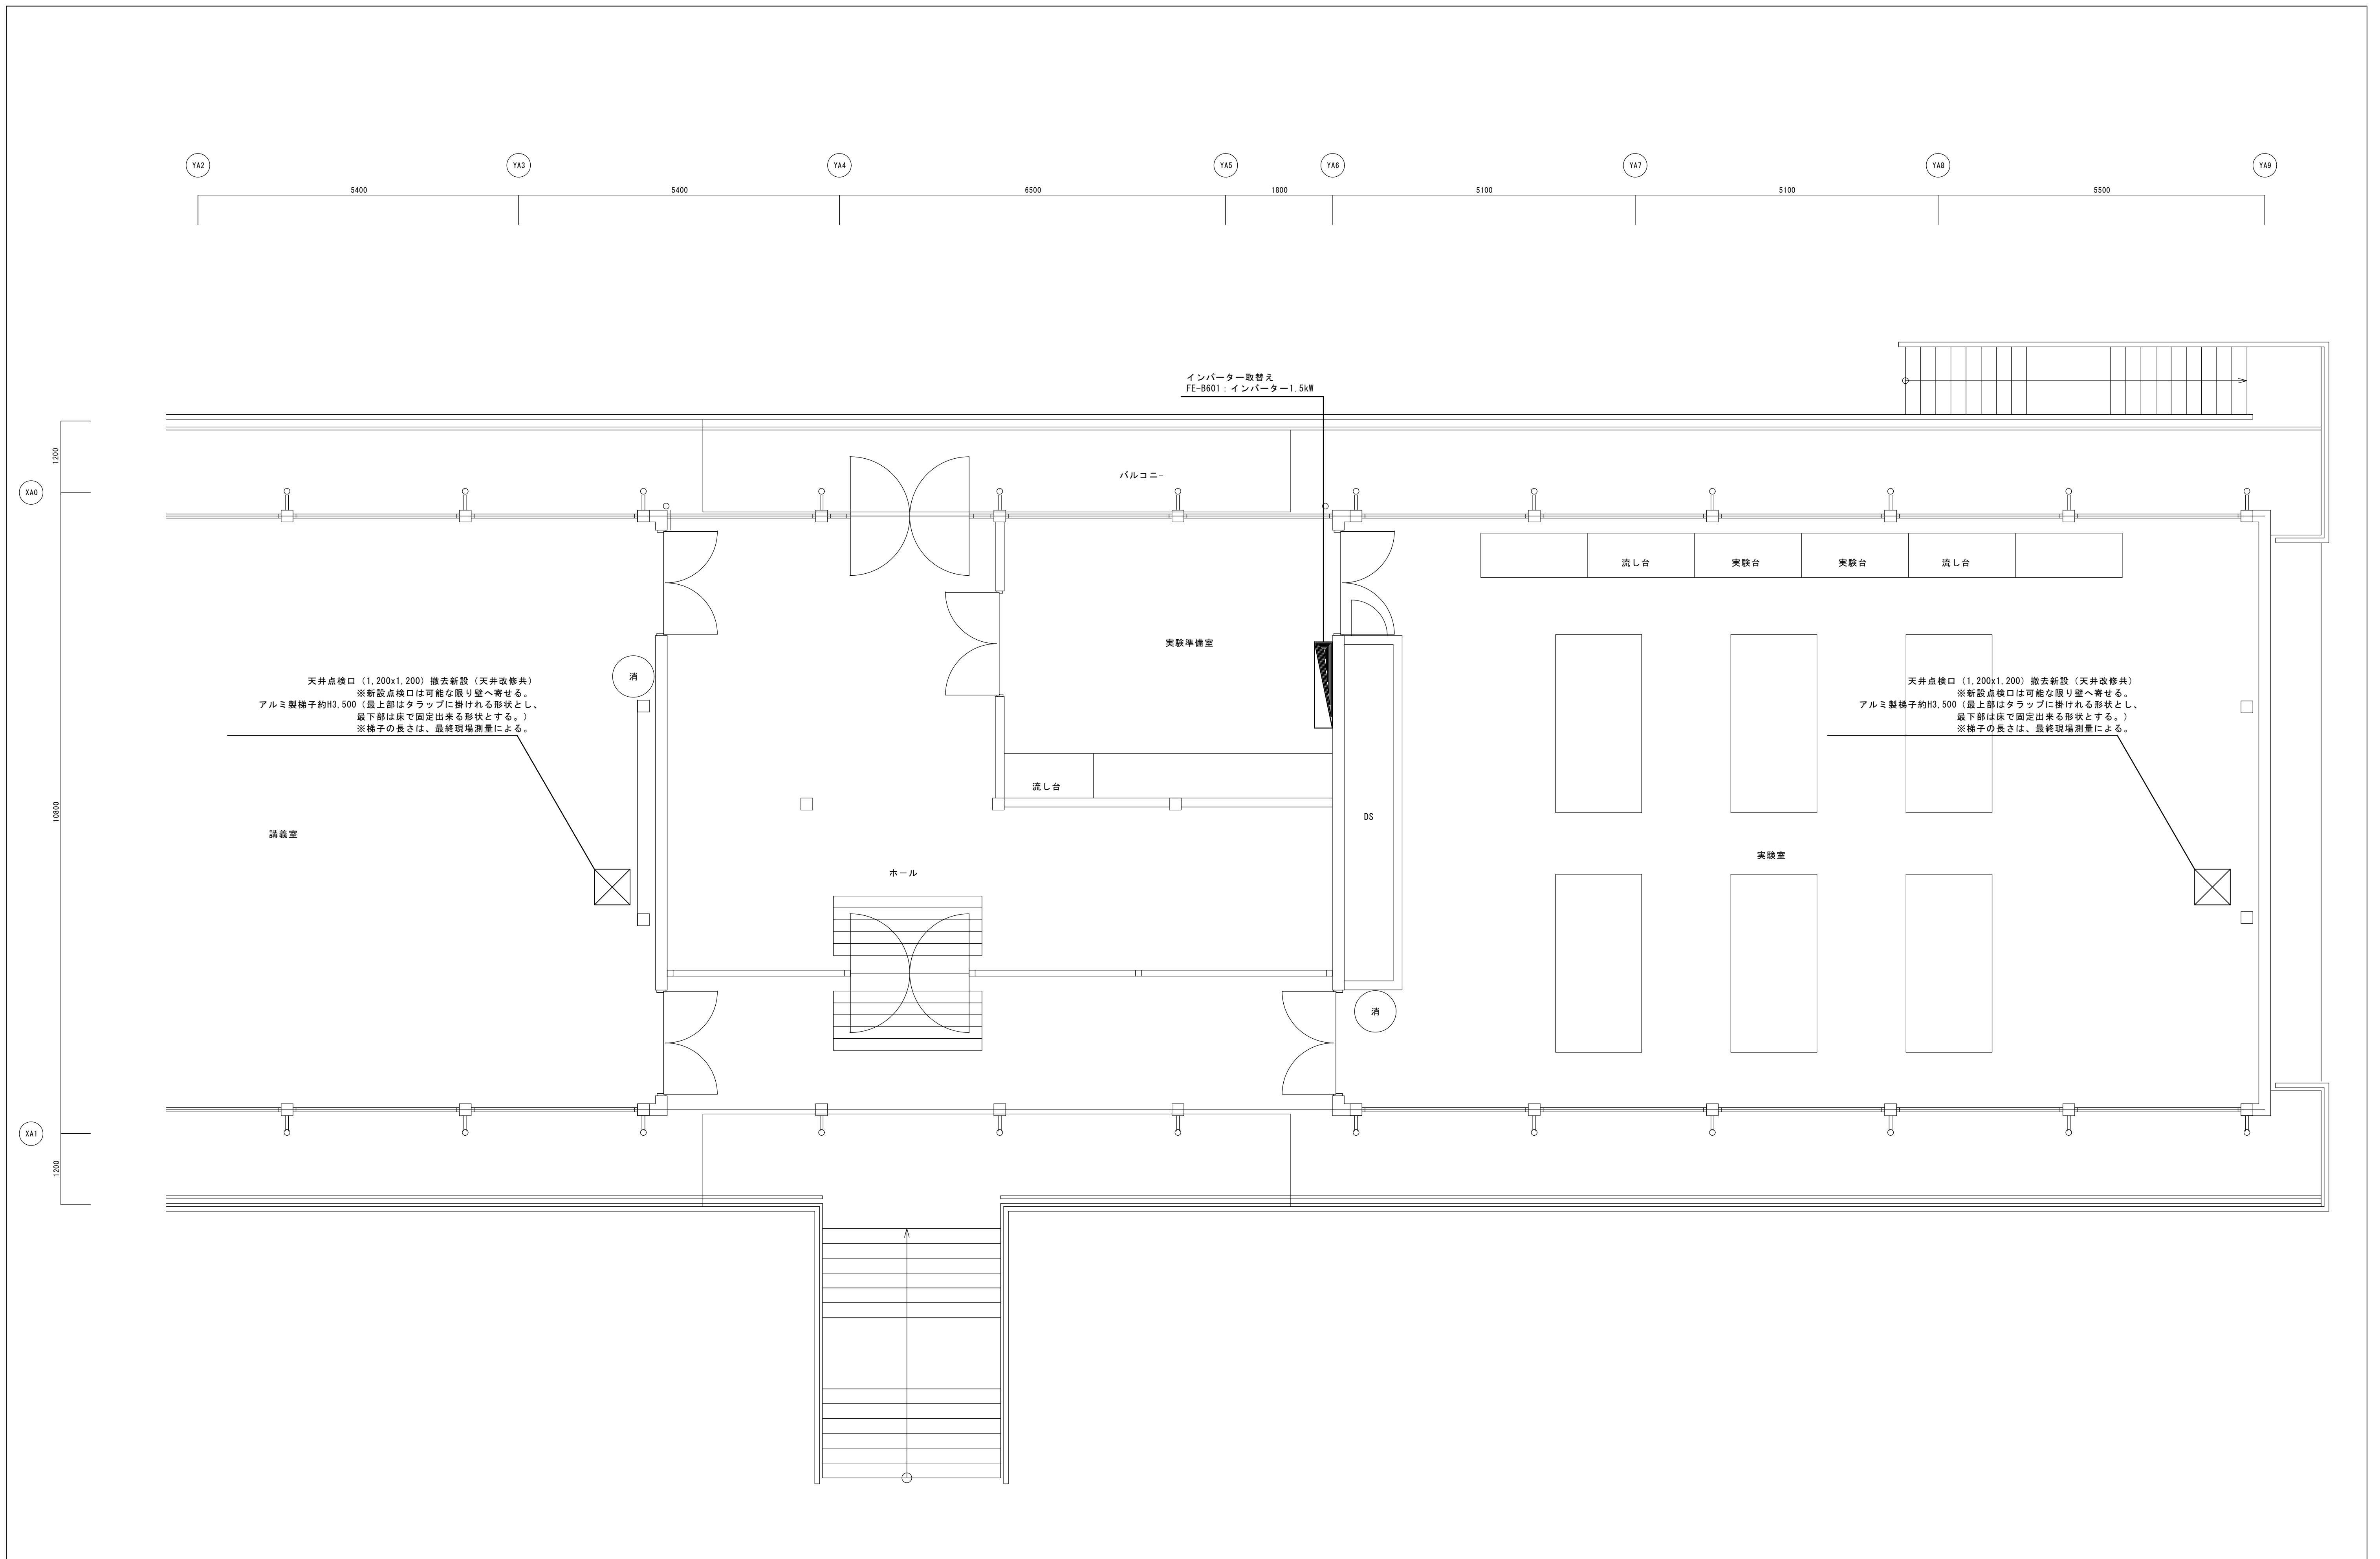 YA2
YA3
YA4
YA5
YA6
YA7
YA8
YA9
5400
5400
6500
1800
5100
5100
5500
インバーター取替え
FE-B601：インバーター1.5kW
1200
XA0
バルコニー
流し台
実験台
実験台
流し台
実験準備室
消
天井点検口（1,200x1,200）撤去新設（天井改修共）
※新設点検口は可能な限り壁へ寄せる。
アルミ製梯子約H3,500（最上部はタラップに掛けれる形状とし、
最下部は床で固定出来る形状とする。）
※梯子の長さは、最終現場測量による。
天井点検口（1,200x1,200）撤去新設（天井改修共）
※新設点検口は可能な限り壁へ寄せる。
アルミ製梯子約H3,500（最上部はタラップに掛けれる形状とし、
最下部は床で固定出来る形状とする。）
※梯子の長さは、最終現場測量による。
流し台
10800
DS
講義室
実験室
ホール
消
XA1
1200